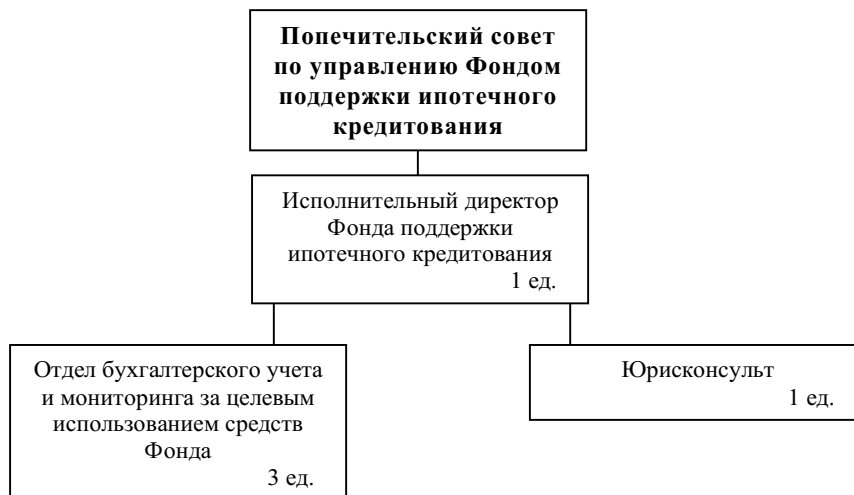 Попечительский совет
по управлению Фондом
поддержки ипотечного
кредитования
Исполнительный директор
Фонда поддержки
ипотечного кредитования
1 ед.
Отдел бухгалтерского учета
и мониторинга за целевым
использованием средств
Фонда
3 ед.
Юрисконсульт
1 ед.